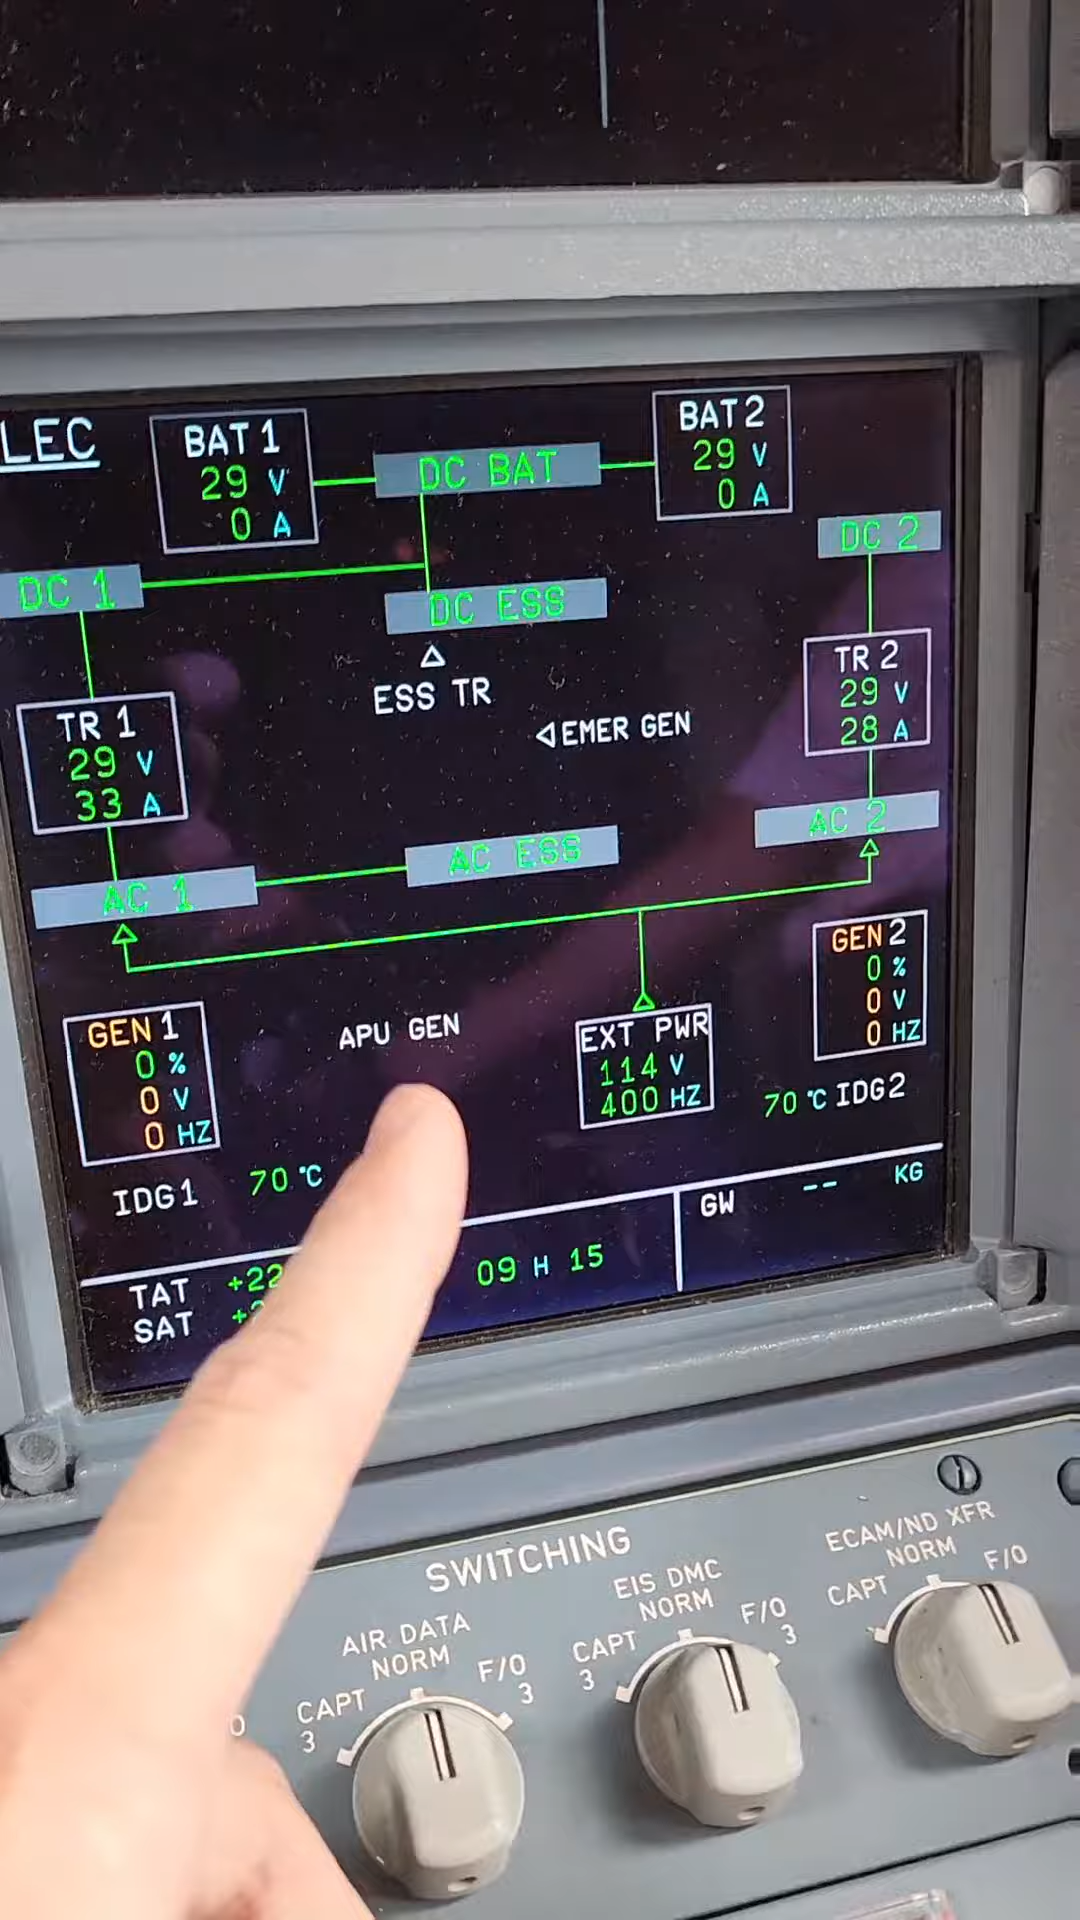 LEC
BAT 1
29 V
0 A
DC BAT
BAT 2
29 V
0 A
DC 2
DC 1
DC ESS
ESS TR
EMER GEN
TR 1
29 V
33 A
TR 2
29 V
28 A
AC 2
AC ESS
AC 1
GEN 1
0 %
0 V
0 HZ
APU GEN
EXT PWR
114 V
400 HZ
GEN 2
0 %
0 V
0 HZ
IDG1 70 °C
70 °C IDG2
TAT +22
SAT +
09 H 15
GW -- KG
SWITCHING
AIR DATA
NORM
CAPT
3
F/O
3
EIS DMC
NORM
CAPT
3
F/O
3
ECAM/ND XFR
NORM
CAPT
F/O